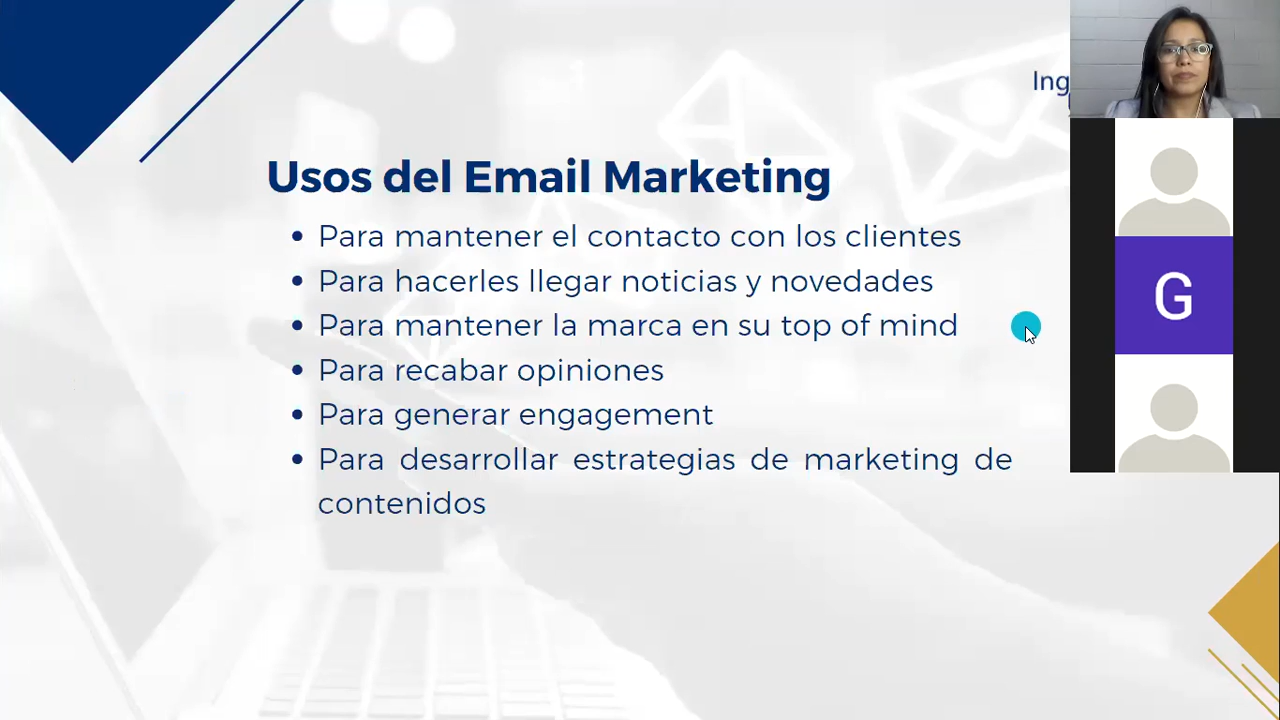 Ing
Usos del Email Marketing
• Para mantener el contacto con los clientes
• Para hacerles llegar noticias y novedades
• Para mantener la marca en su top of mind
• Para recabar opiniones
• Para generar engagement
• Para desarrollar estrategias de marketing de
contenidos
G